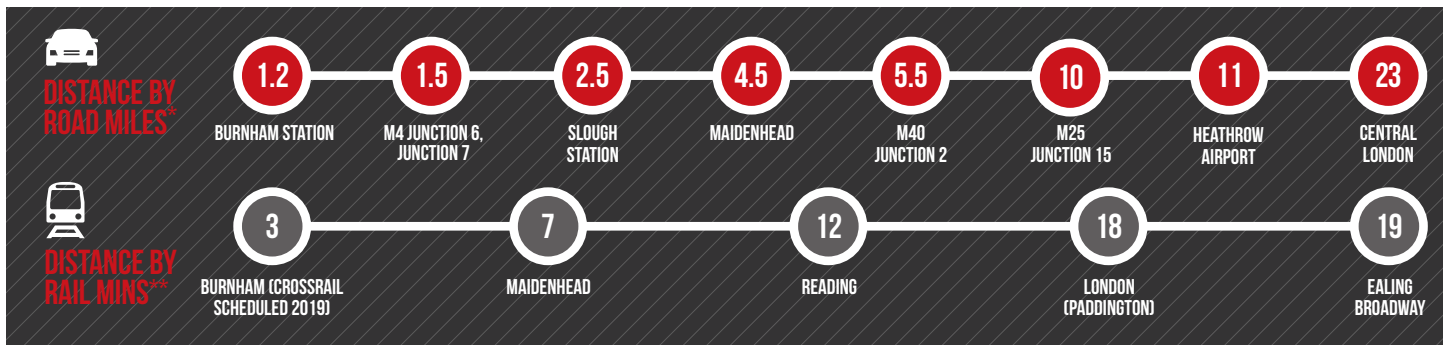 DISTANCE BY
ROAD MILES*
1.2
1.5
2.5
4.5
5.5
10
11
23
BURNHAM STATION
M4 JUNCTION 6,
JUNCTION 7
SLOUGH
STATION
MAIDENHEAD
M40
JUNCTION 2
M25
JUNCTION 15
HEATHROW
AIRPORT
CENTRAL
LONDON
DISTANCE BY
RAIL MINS**
3
7
12
18
19
BURNHAM (CROSSRAIL
SCHEDULED 2019)
MAIDENHEAD
READING
LONDON
(PADDINGTON)
EALING
BROADWAY